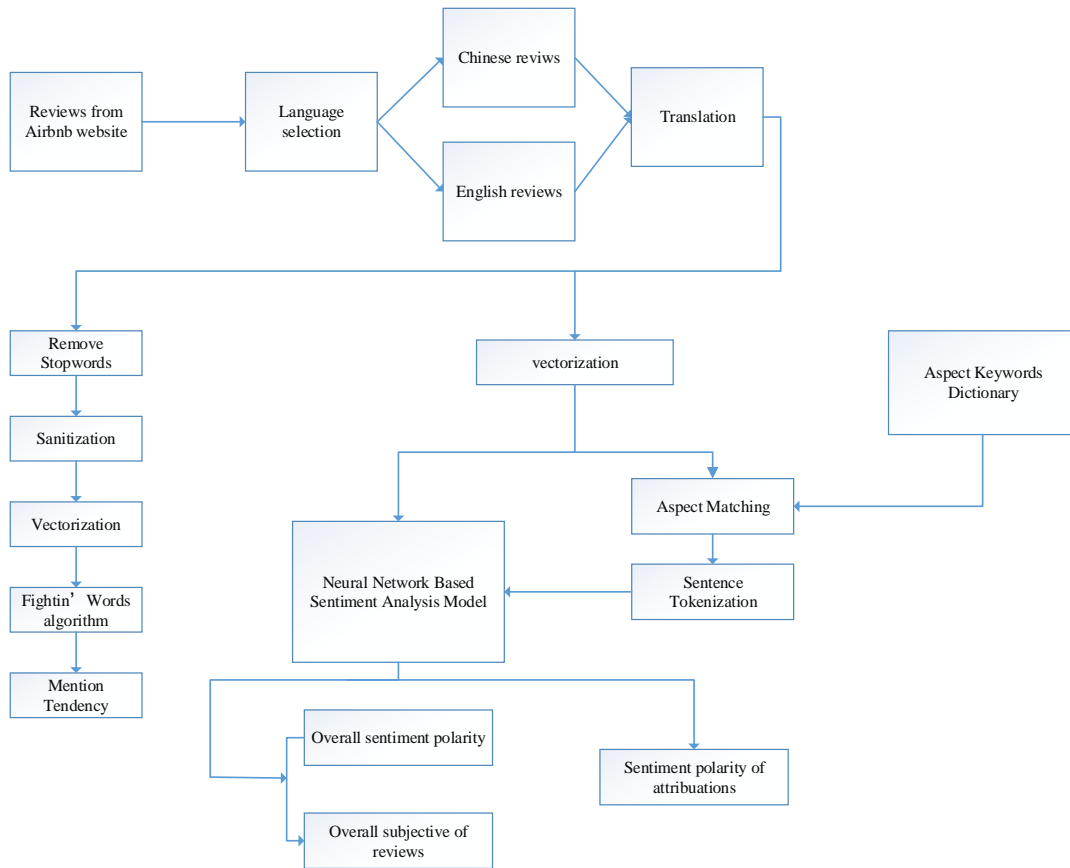 Chinese reviws
Reviews from
Airbnb website
Language
selection
Translation
English reviews
Remove
Stopwords
vectorization
Aspect Keywords
Dictionary
Sanitization
Aspect Matching
Vectorization
Neural Network Based
Sentiment Analysis Model
Sentence
Tokenization
Fightin’ Words
algorithm
Mention
Tendency
Overall sentiment polarity
Sentiment polarity of
attribuations
Overall subjective of
reviews